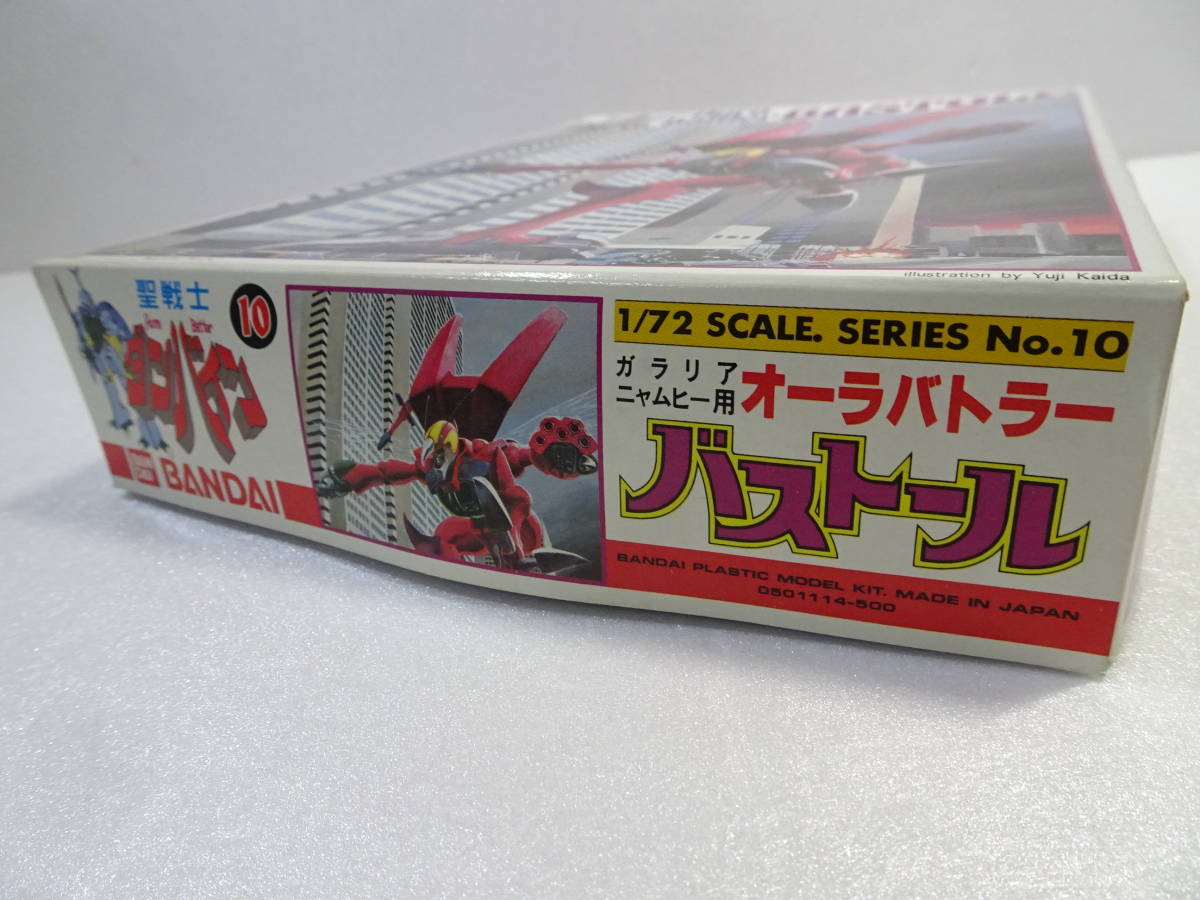 illustration by Yuji Kaida
聖戦士
Aura Battler
ダンバイン
10
BANDAI
1/72 SCALE. SERIES No.10
ガラリア
ニャムヒー用
オーラバトラー
バストール
BANDAI PLASTIC MODEL KIT. MADE IN JAPAN
0501114-500